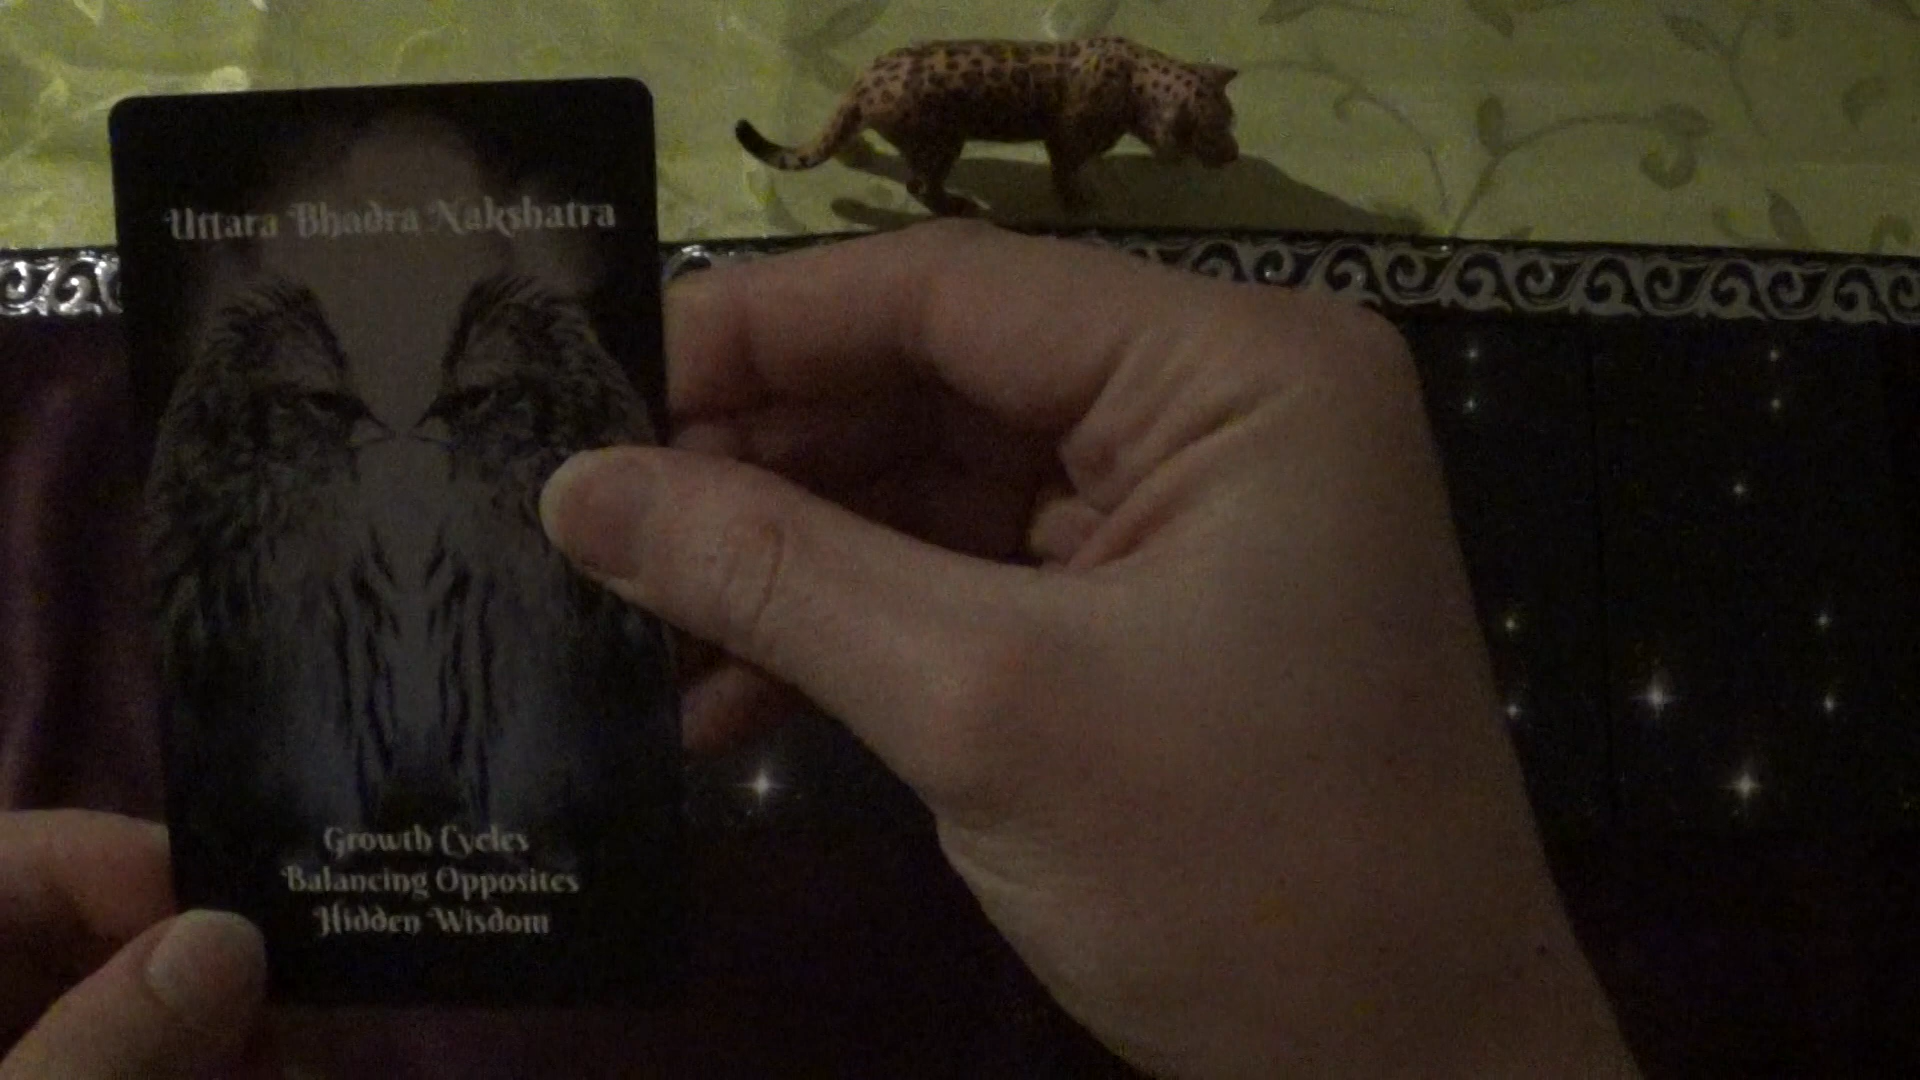 Uttara Bhadra Nakshatra
Growth Cycles
Balancing Opposites
Hidden Wisdom